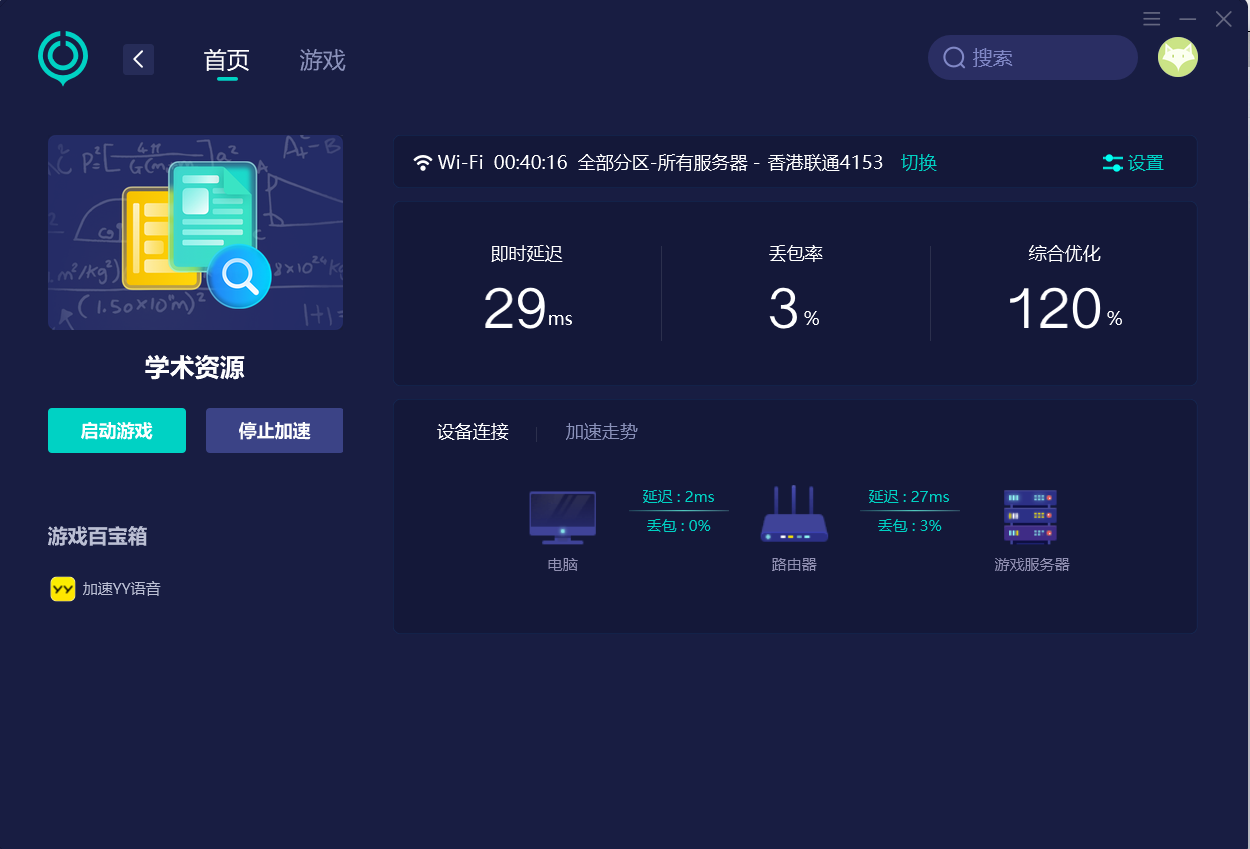 首页
游戏
搜索
Wi-Fi 00:40:16 全部分区-所有服务器 - 香港联通4153 切换
设置
学术资源
启动游戏
停止加速
游戏百宝箱
加速YY语音
即时延迟
29ms
丢包率
3%
综合优化
120%
设备连接
加速走势
延迟 : 2ms
丢包 : 0%
延迟 : 27ms
丢包 : 3%
电脑
路由器
游戏服务器